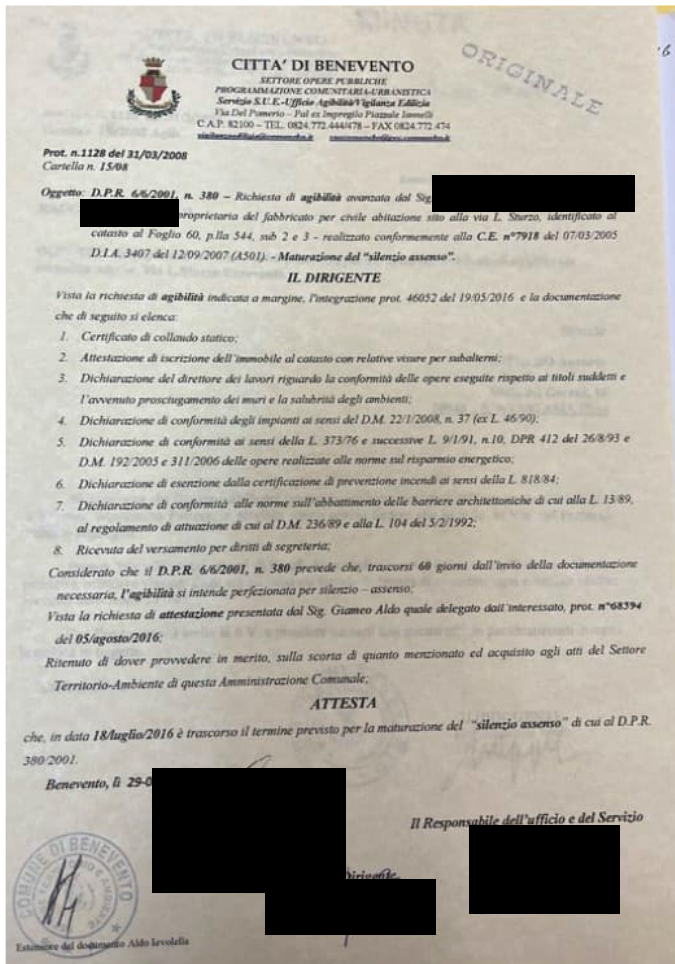 ORIGINALE
CITTA' DI BENEVENTO
SETTORE OPERE PUBBLICHE
PROGRAMMAZIONE COMUNITARIA-URBANISTICA
Servizio S.U.E-Ufficio Agibilità/Vigilanza Edilizia
Via Del Pomerio – Pal ex Impregilo Piazzale Iannelli
C.A.P. 82100 – TEL. 0824.772.444/478 – FAX 0824.772.474
Prot. n.1128 del 31/03/2008
Cartella n. 15/08
Oggetto: D.P.R. 6/6/2001, n. 380 – Richiesta di agibilità avanzata dal Sig
proprietaria del fabbricato per civile abitazione sito alla via L. Sturzo, identificato al
catasto al Foglio 60, p.lla 544, sub 2 e 3 - realizzato conformemente alla C.E. n°7918 del 07/03/2005
D.I.A. 3407 del 12/09/2007 (A501). - Maturazione del "silenzio assenso".
IL DIRIGENTE
Vista la richiesta di agibilità indicata a margine, l'integrazione prot. 46052 del 19/05/2016 e la documentazione
che di seguito si elenca:
1. Certificato di collaudo statico;
2. Attestazione di iscrizione dell'immobile al catasto con relative visure per subalterni;
3. Dichiarazione del direttore dei lavori riguardo la conformità delle opere eseguite rispetto ai titoli suddetti e
l'avvenuto prosciugamento dei muri e la salubrità degli ambienti;
4. Dichiarazione di conformità degli impianti ai sensi del D.M. 22/1/2008, n. 37 (ex L. 46/90);
5. Dichiarazione di conformità ai sensi della L. 373/76 e successive L. 9/1/91, n.10, DPR 412 del 26/8/93 e
D.M. 192/2005 e 311/2006 delle opere realizzate alle norme sul risparmio energetico;
6. Dichiarazione di esenzione dalla certificazione di prevenzione incendi ai sensi della L. 818/84;
7. Dichiarazione di conformità alle norme sull'abbattimento delle barriere architettoniche di cui alla L. 13/89,
al regolamento di attuazione di cui al D.M. 236/89 e alla L. 104 del 5/2/1992;
8. Ricevuta del versamento per diritti di segreteria;
Considerato che il D.P.R. 6/6/2001, n. 380 prevede che, trascorsi 60 giorni dall'invio della documentazione
necessaria, l'agibilità si intende perfezionata per silenzio – assenso;
Vista la richiesta di attestazione presentata dal Sig. Giameo Aldo quale delegato dall'interessato, prot. n°68394
del 05/agosto/2016;
Ritenuto di dover provvedere in merito, sulla scorta di quanto menzionato ed acquisito agli atti del Settore
Territorio-Ambiente di questa Amministrazione Comunale;
ATTESTA
che, in data 18/luglio/2016 è trascorso il termine previsto per la maturazione del "silenzio assenso" di cui al D.P.R.
380/2001.
Benevento, lì 29-0
Il Responsabile dell'ufficio e del Servizio
Dirigente
COMUNE DI BENEVENTO
Estensore del documento Aldo Ievolella